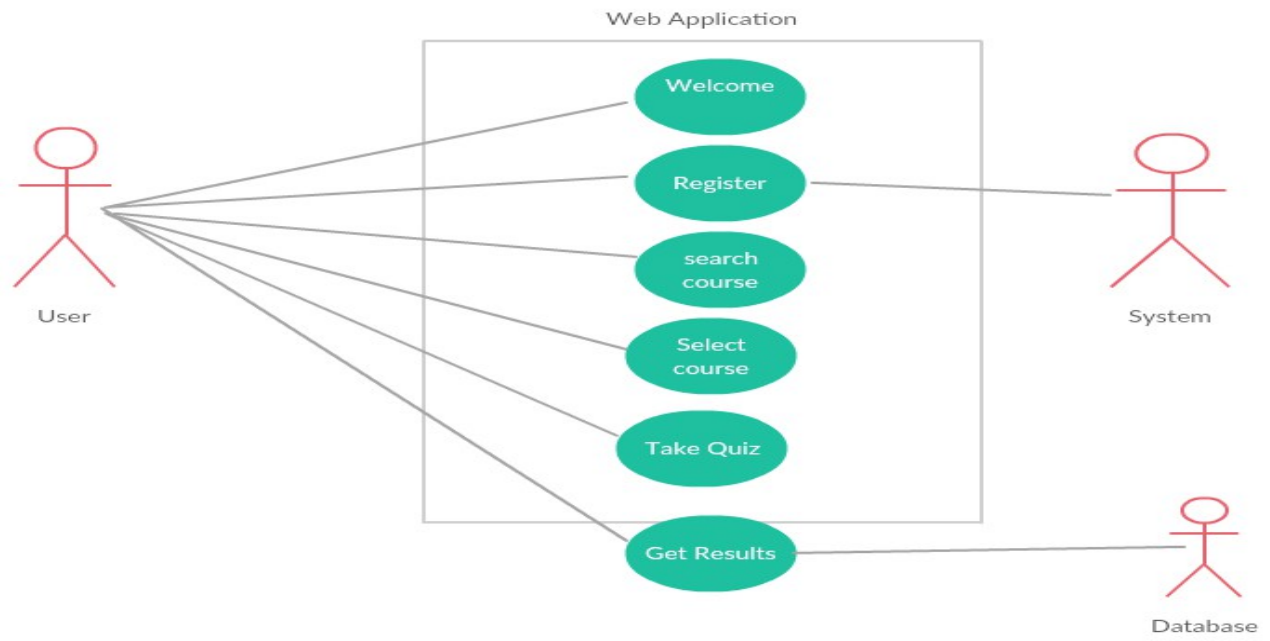 Web Application
Welcome
Register
search
course
Select
course
Take Quiz
Get Results
User
System
Database